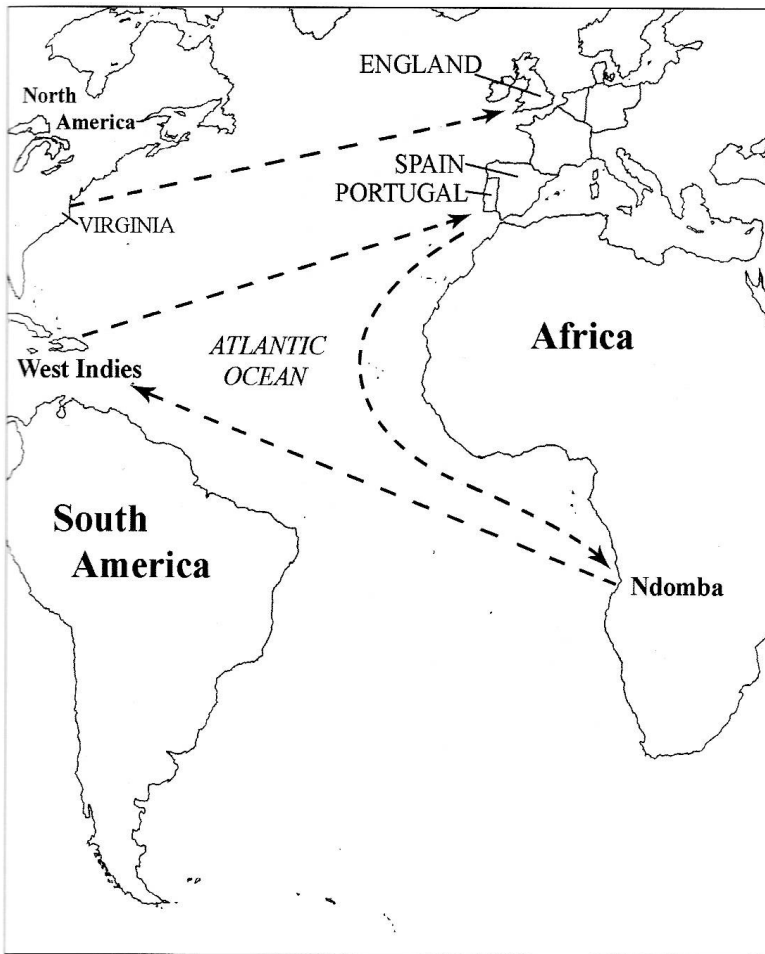 ENGLAND
North
America
SPAIN
PORTUGAL
VIRGINIA
ATLANTIC
OCEAN
Africa
West Indies
South
America
Ndomba